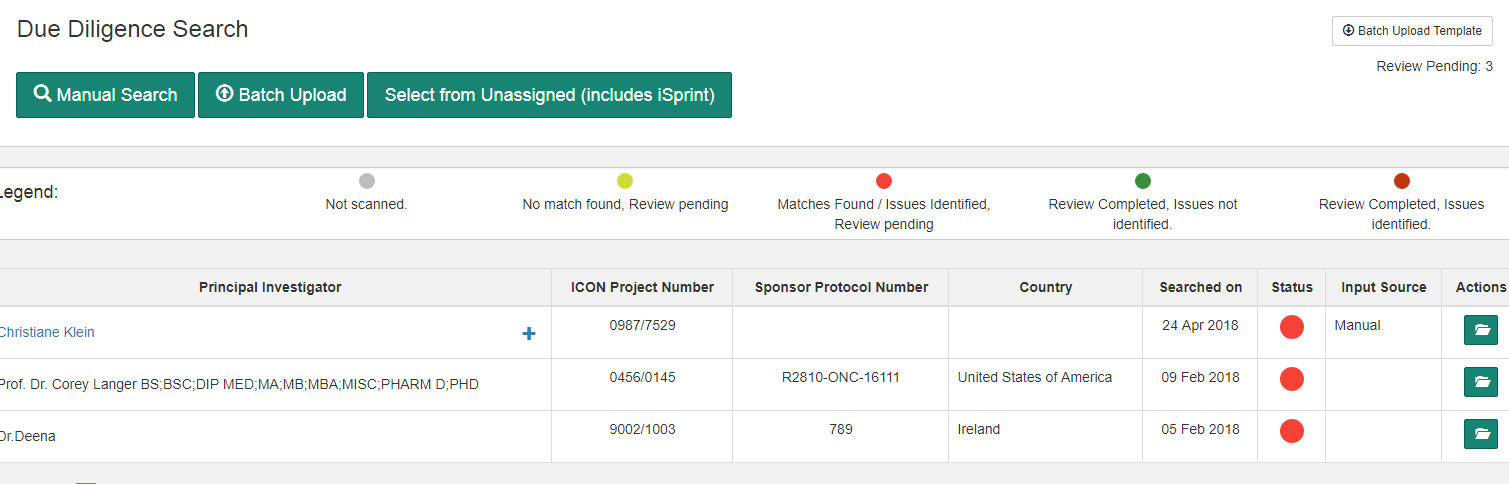 Due Diligence Search
Batch Upload Template
Review Pending: 3
Manual Search
Batch Upload
Select from Unassigned (includes iSprint)
Legend:
Not scanned.
No match found, Review pending
Matches Found / Issues Identified,
Review pending
Review Completed, Issues not
identified.
Review Completed, Issues
identified.
Principal Investigator ICON Project Number Sponsor Protocol Number Country Searched on Status Input Source Actions
Christiane Klein + 0987/7529 24 Apr 2018 Manual
Prof. Dr. Corey Langer BS;BSC;DIP MED;MA;MB;MBA;MISC;PHARM D;PHD 0456/0145 R2810-ONC-16111 United States of America 09 Feb 2018
Dr.Deena 9002/1003 789 Ireland 05 Feb 2018